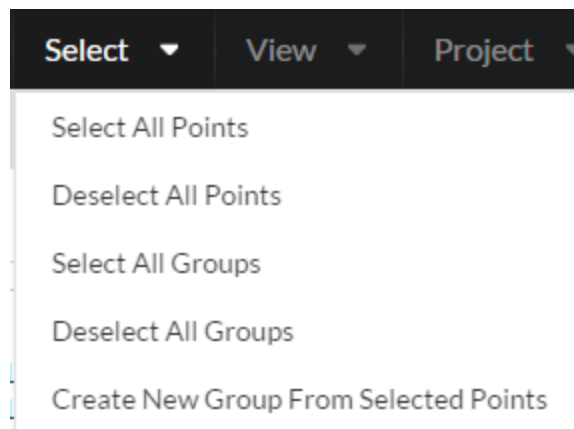 Select View Project
Select All Points
Deselect All Points
Select All Groups
Deselect All Groups
Create New Group From Selected Points